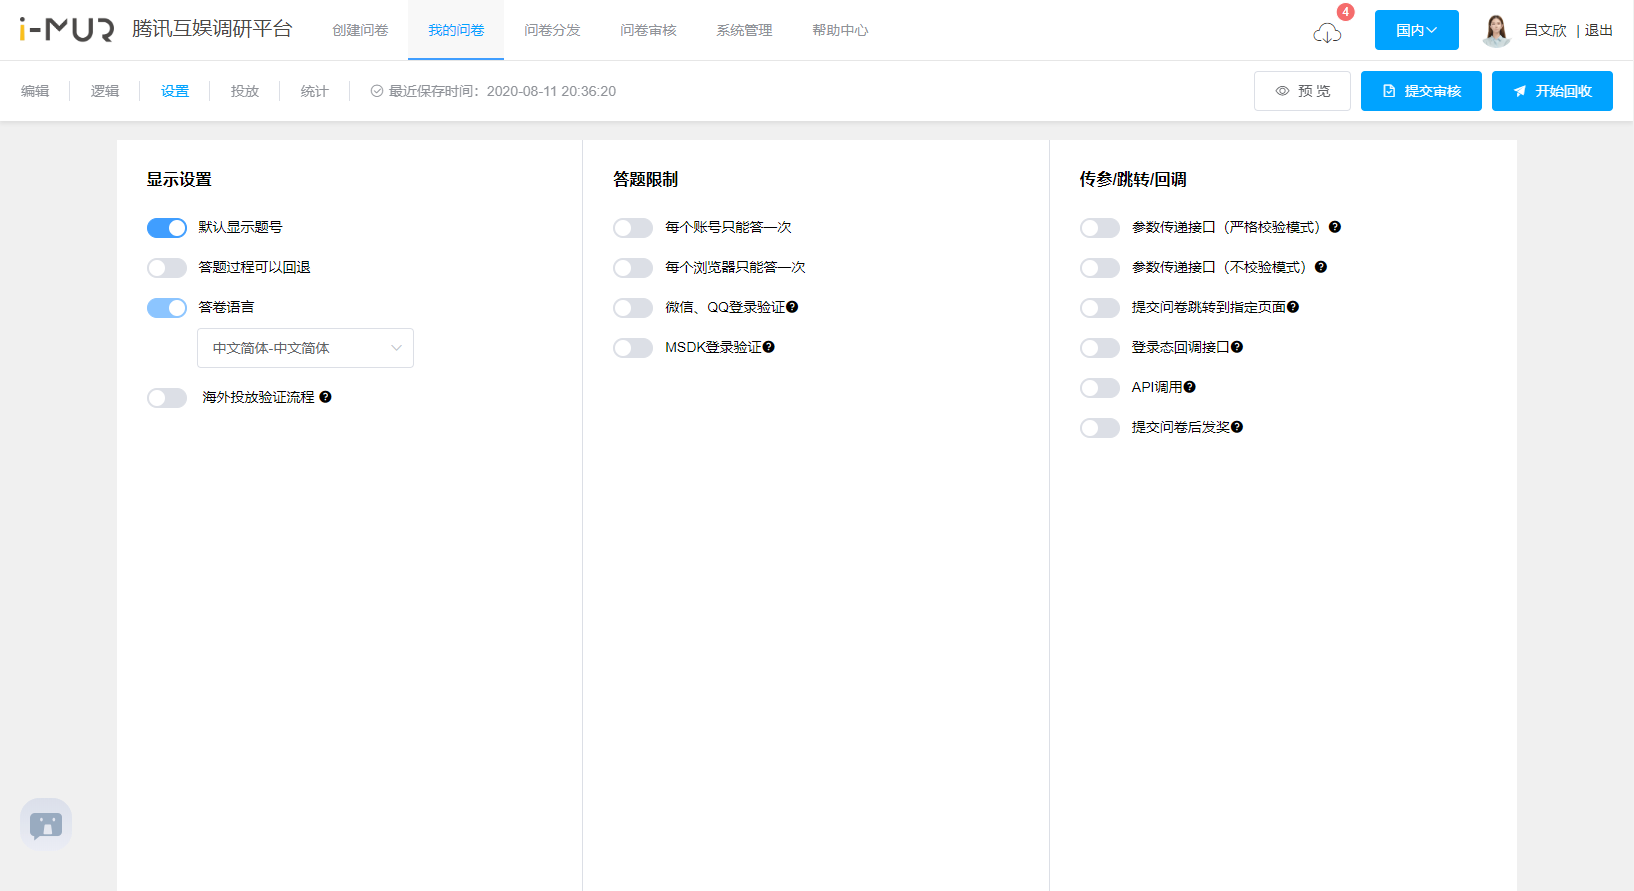 i-MUR 腾讯互娱调研平台 创建问卷 我的问卷 问卷分发 问卷审核 系统管理 帮助中心 4 国内 吕文欣 | 退出
编辑 逻辑 设置 投放 统计 最近保存时间：2020-08-11 20:36:20 预 览 提交审核 开始回收
显示设置
默认显示题号
答题过程可以回退
答卷语言
中文简体-中文简体
海外投放验证流程 ?
答题限制
每个账号只能答一次
每个浏览器只能答一次
微信、QQ登录验证?
MSDK登录验证?
传参/跳转/回调
参数传递接口（严格校验模式）?
参数传递接口（不校验模式）?
提交问卷跳转到指定页面?
登录态回调接口?
API调用?
提交问卷后发奖?